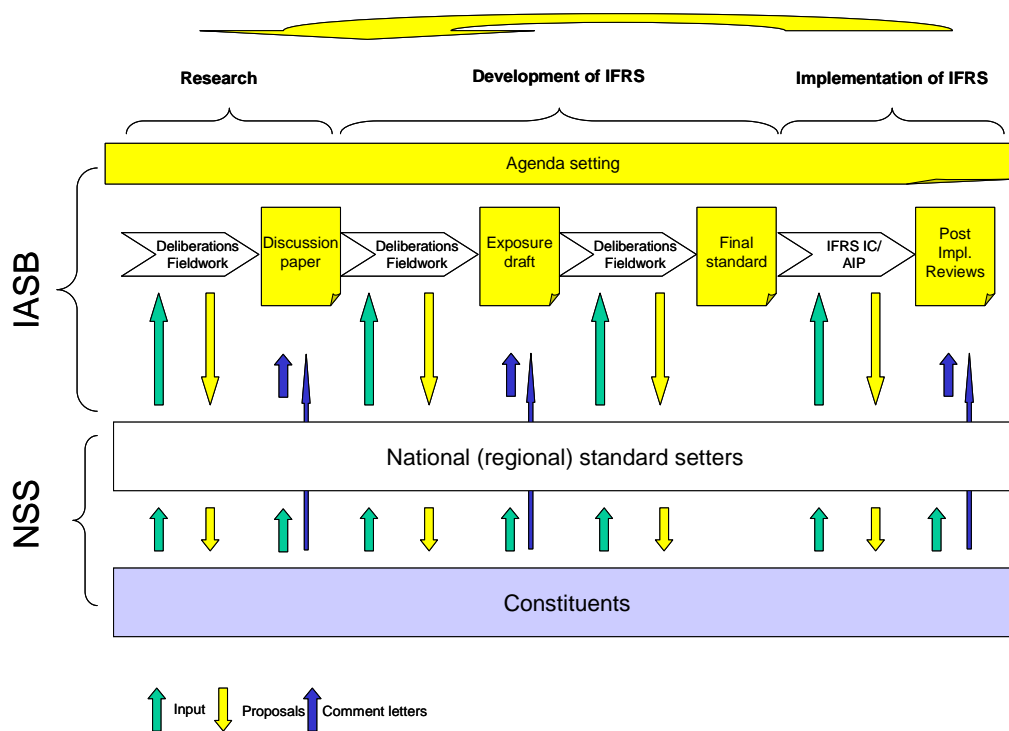 Research
Development of IFRS
Implementation of IFRS
Agenda setting
IASB
Deliberations
Fieldwork
Discussion
paper
Deliberations
Fieldwork
Exposure
draft
Deliberations
Fieldwork
Final
standard
IFRS IC/
AIP
Post
Impl.
Reviews
NSS
National (regional) standard setters
Constituents
Input
Proposals
Comment letters